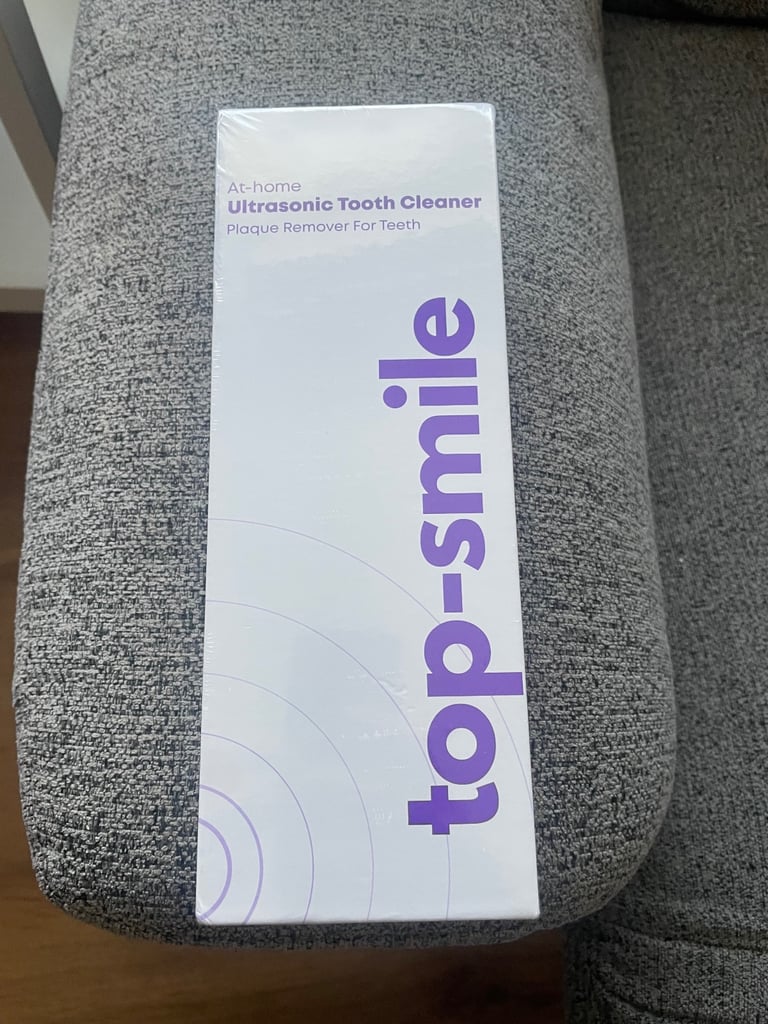 At-home
Ultrasonic Tooth Cleaner
Plaque Remover For Teeth
top-smile